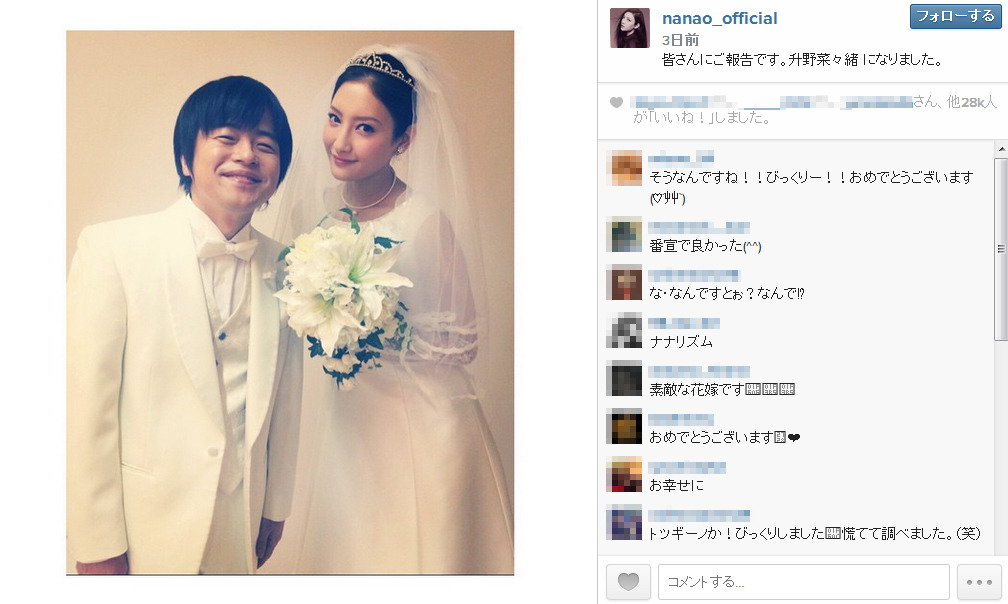 nanao_official
フォローする
3日前
皆さんにご報告です。升野菜々緒 になりました。
さん、他28k人
が「いいね！」しました。
そうなんですね！！びっくりー！！おめでとうございます
番宣で良かった(^^)
な・なんですとぉ？なんで⁉
ナナリズム
素敵な花嫁です
おめでとうございます❤
お幸せに
トツギーノか！びっくりしました慌てて調べました。（笑）
コメントする...